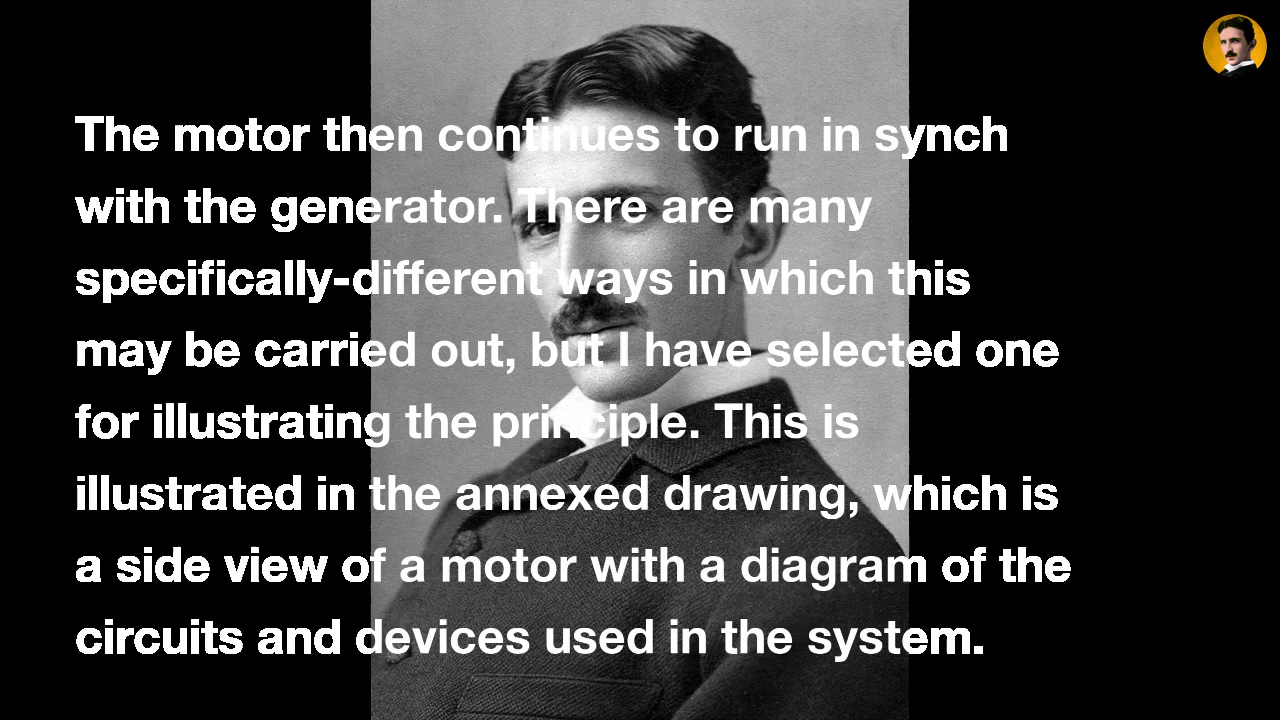 The motor then continues to run in synch
with the generator. There are many
specifically-different ways in which this
may be carried out, but I have selected one
for illustrating the principle. This is
illustrated in the annexed drawing, which is
a side view of a motor with a diagram of the
circuits and devices used in the system.